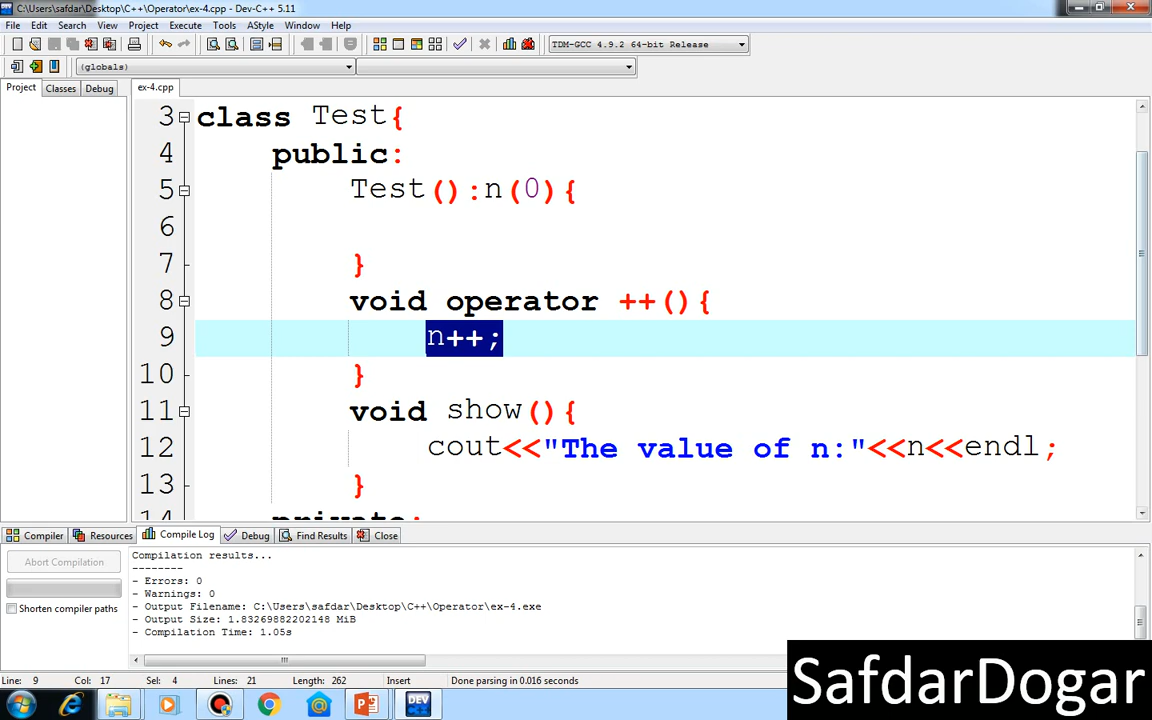 C:\Users\safdar\Desktop\C++\Operator\ex-4.cpp - Dev-C++ 5.11
File Edit Search View Project Execute Tools AStyle Window Help
TDM-GCC 4.9.2 64-bit Release
(globals)
Project Classes Debug ex-4.cpp
3 class Test{
4 public:
5 Test():n(0){
6
7 }
8 void operator ++(){
9 n++;
10 }
11 void show(){
12 cout<<"The value of n:"<<n<<endl;
13 }
14 private:
Compiler Resources Compile Log Debug Find Results Close
Abort Compilation
Shorten compiler paths
Compilation results...
--------
- Errors: 0
- Warnings: 0
- Output Filename: C:\Users\safdar\Desktop\C++\Operator\ex-4.exe
- Output Size: 1.83269882202148 MiB
- Compilation Time: 1.05s
Line: 9 Col: 17 Sel: 4 Lines: 21 Length: 262 Insert Done parsing in 0.016 seconds
DEV
SafdarDogar